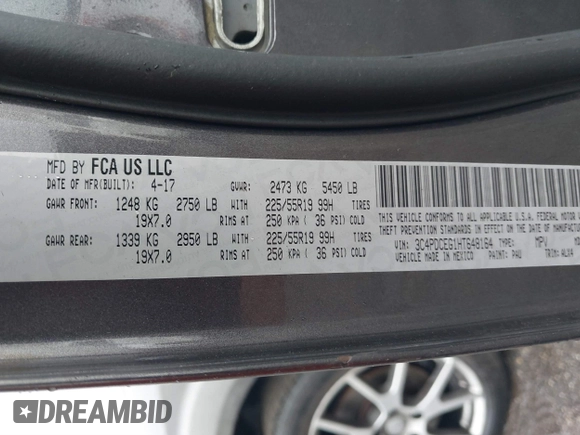 MFD BY FCA US LLC
DATE OF MFR(BUILT): 4-17 GVWR: 2473 KG 5450 LB
GAWR FRONT: 1248 KG 2750 LB WITH 225/55R19 99H TIRES
19X7.0 RIMS AT 250 KPA ( 36 PSI) COLD
GAWR REAR: 1339 KG 2950 LB WITH 225/55R19 99H TIRES
19X7.0 RIMS AT 250 KPA ( 36 PSI) COLD
THIS VEHICLE CONFORMS TO ALL APPLICABLE U.S.A. FEDERAL MOTOR
THEFT PREVENTION STANDARDS IN EFFECT ON THE DATE OF MANUFACTURE
VIN: 3C4PDCEG1HT648164 TYPE: MPV
VEHICLE MADE IN MEXICO PAINT: PAU TRIM: ALX4
DREAMBID